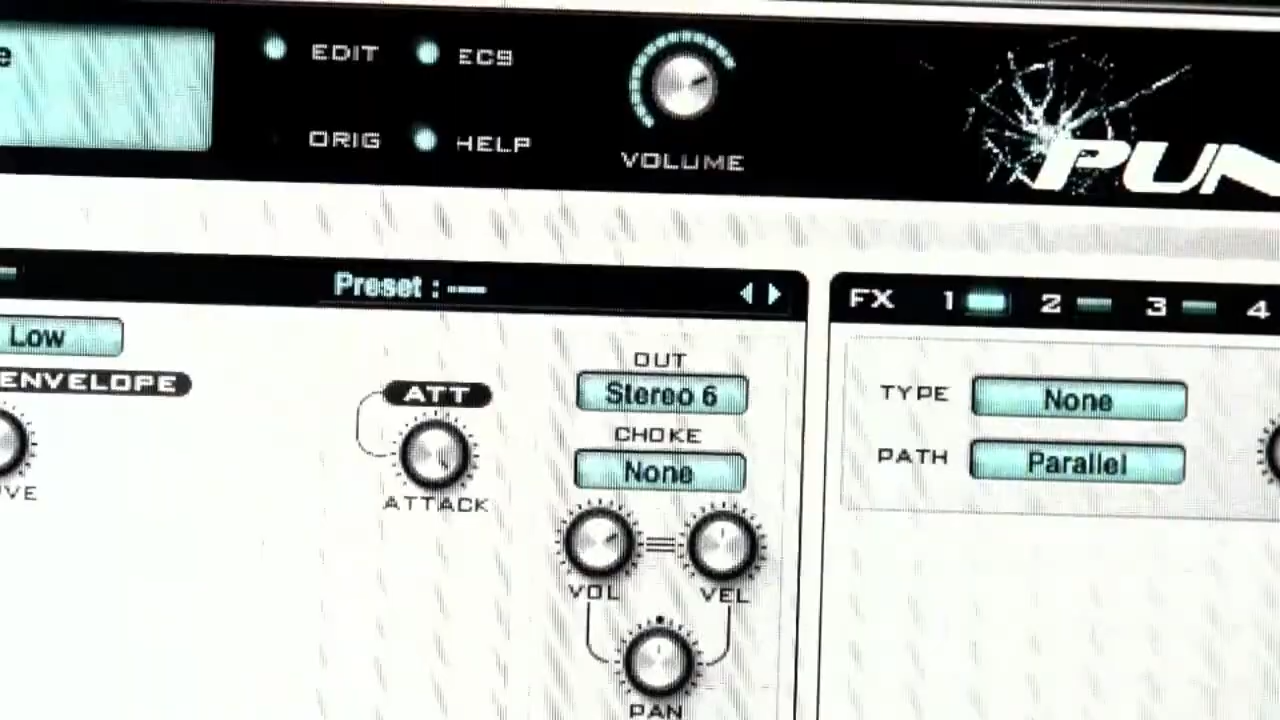 EDIT
ECS
ORIG
HELP
VOLUME
PUN
Preset : ----
FX 1 2 3 4
Low
ENVELOPE
ATT
ATTACK
OUT
Stereo 6
CHOKE
None
VOL
VEL
PAN
TYPE
None
PATH
Parallel